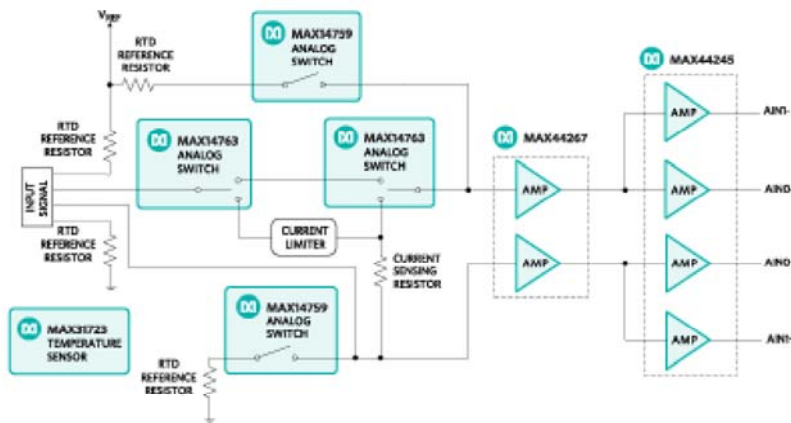 VREF
RTD
REFERENCE
RESISTOR
MAX14759
ANALOG
SWITCH
MAX44245
RTD
REFERENCE
RESISTOR
MAX14763
ANALOG
SWITCH
MAX14763
ANALOG
SWITCH
MAX44267
AMP
AIN1-
INPUT
SIGNAL
AMP
AMP
AIN0
RTD
REFERENCE
RESISTOR
CURRENT
LIMITER
CURRENT
SENSING
RESISTOR
AMP
AMP
AIN0
MAX31723
TEMPERATURE
SENSOR
MAX14759
ANALOG
SWITCH
RTD
REFERENCE
RESISTOR
AMP
AIN1-